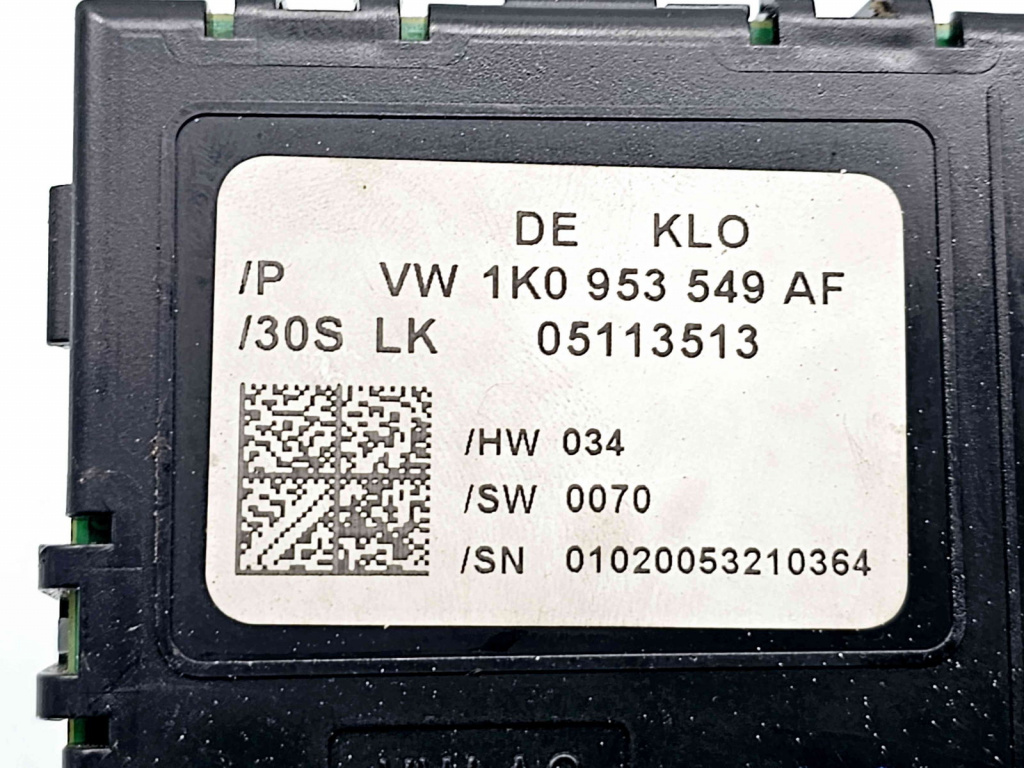 DE KLO
/P VW 1K0 953 549 AF
/30S LK 05113513
/HW 034
/SW 0070
/SN 01020053210364